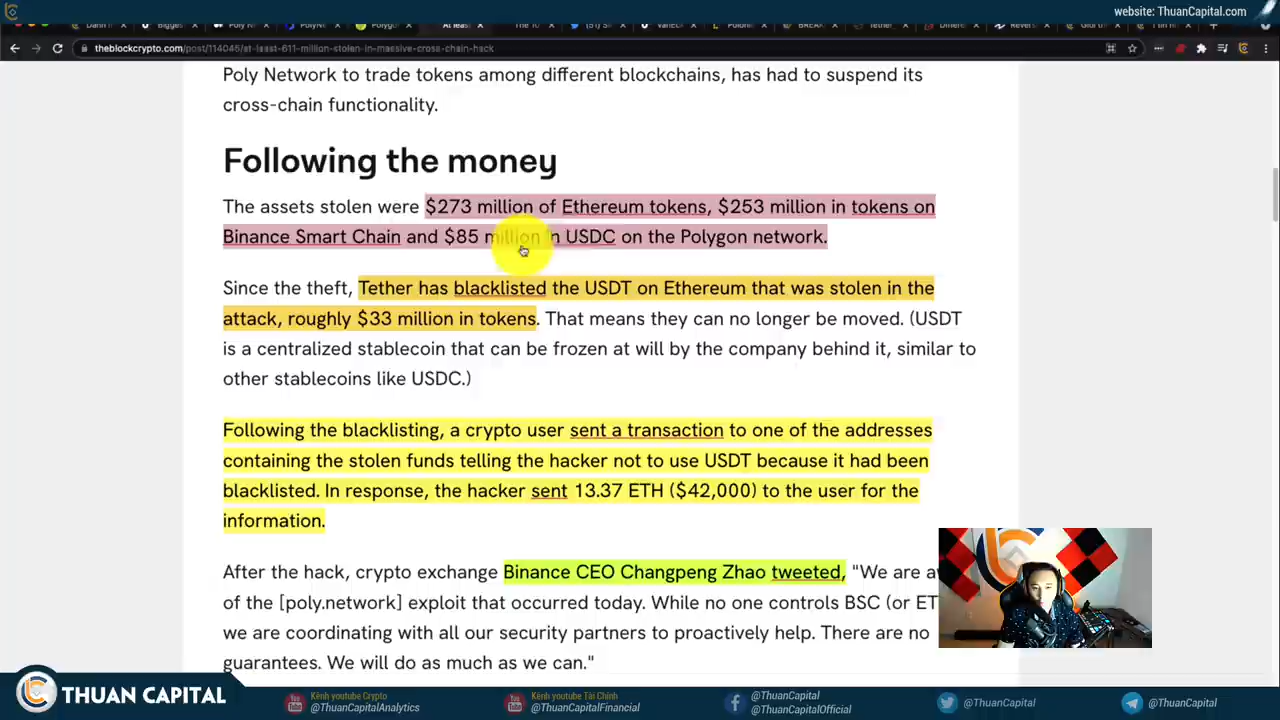 website: ThuanCapital.com
theblockcrypto.com/post/114045/at-least-611-million-stolen-in-massive-cross-chain-hack
Poly Network to trade tokens among different blockchains, has had to suspend its
cross-chain functionality.
Following the money
The assets stolen were $273 million of Ethereum tokens, $253 million in tokens on
Binance Smart Chain and $85 million in USDC on the Polygon network.
Since the theft, Tether has blacklisted the USDT on Ethereum that was stolen in the
attack, roughly $33 million in tokens. That means they can no longer be moved. (USDT
is a centralized stablecoin that can be frozen at will by the company behind it, similar to
other stablecoins like USDC.)
Following the blacklisting, a crypto user sent a transaction to one of the addresses
containing the stolen funds telling the hacker not to use USDT because it had been
blacklisted. In response, the hacker sent 13.37 ETH ($42,000) to the user for the
information.
After the hack, crypto exchange Binance CEO Changpeng Zhao tweeted, "We are
of the [poly.network] exploit that occurred today. While no one controls BSC (or
we are coordinating with all our security partners to proactively help. There are no
guarantees. We will do as much as we can."
THUAN CAPITAL
Kênh youtube Crypto
@ThuanCapitalAnalytics
Kênh youtube Tài Chính
@ThuanCapitalFinancial
@ThuanCapital
@ThuanCapitalOfficial
@ThuanCapital
@ThuanCapital